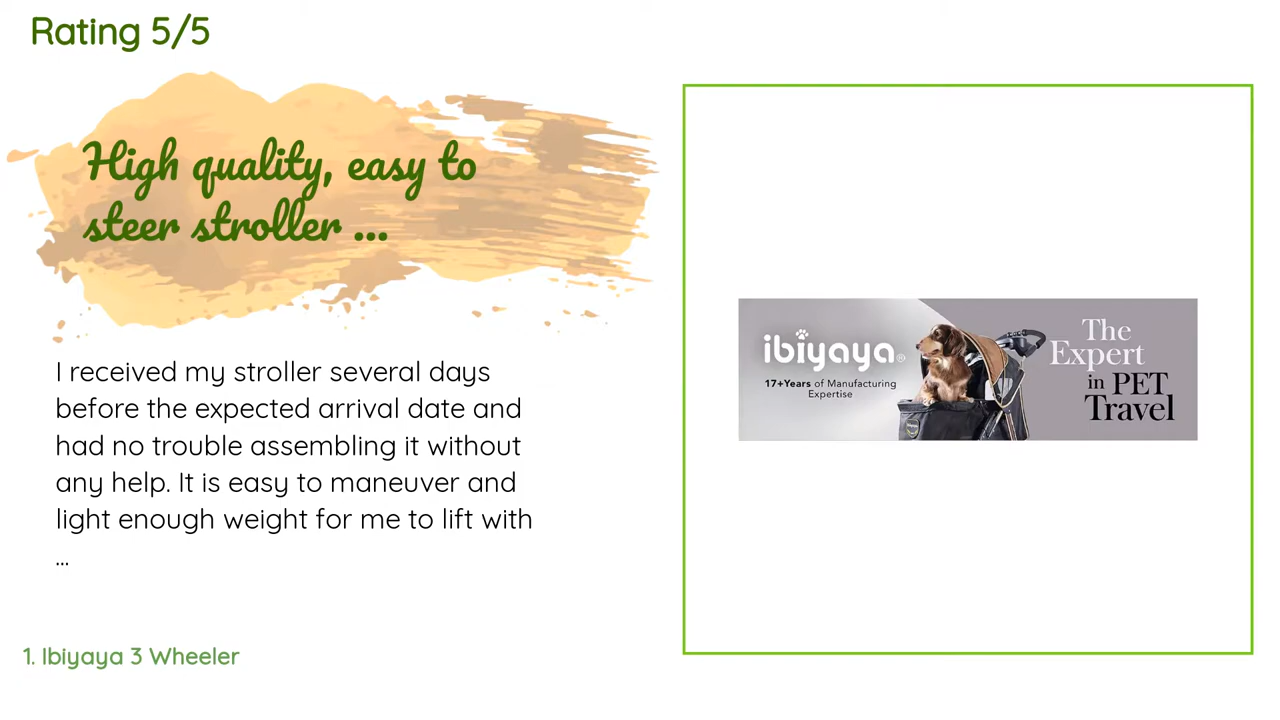 Rating 5/5
High quality, easy to
steer stroller ...
I received my stroller several days
before the expected arrival date and
had no trouble assembling it without
any help. It is easy to maneuver and
light enough weight for me to lift with
...
ibiyaya®
17+Years of Manufacturing
Expertise
The
Expert
in PET
Travel
1. Ibiyaya 3 Wheeler